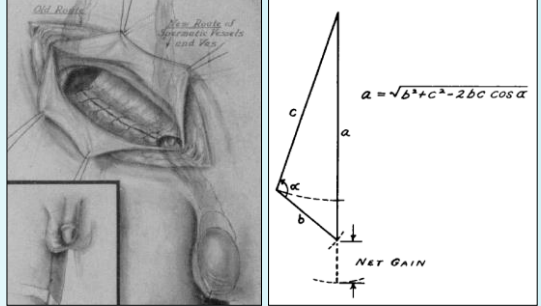 Old Route
New Route of
Spermatic Vessels
and Vas
c
a
α
b
a = √b²+c²-2bc cos α
NET GAIN